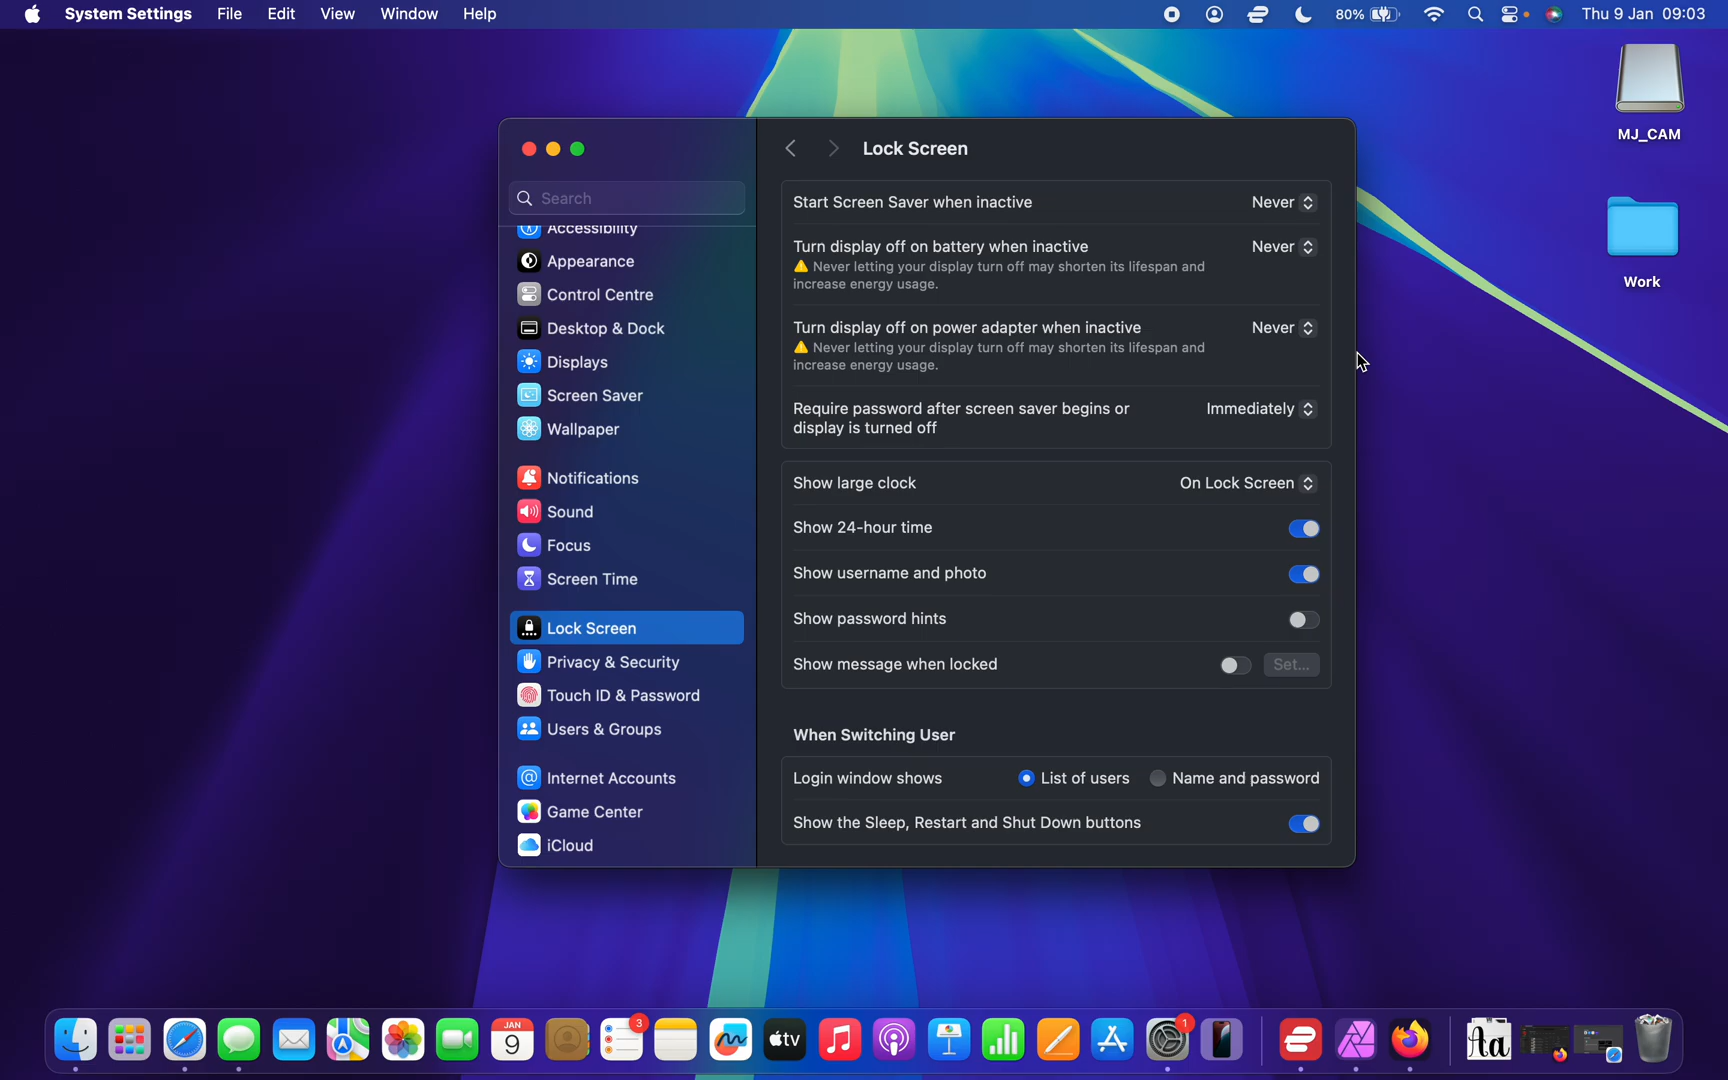 System Settings File Edit View Window Help 80% Thu 9 Jan 09:03
MJ_CAM
Work
Lock Screen
Search
Accessibility
Appearance
Control Centre
Desktop & Dock
Displays
Screen Saver
Wallpaper
Notifications
Sound
Focus
Screen Time
Lock Screen
Privacy & Security
Touch ID & Password
Users & Groups
Internet Accounts
Game Center
iCloud
Start Screen Saver when inactive Never
Turn display off on battery when inactive Never
Never letting your display turn off may shorten its lifespan and
increase energy usage.
Turn display off on power adapter when inactive Never
Never letting your display turn off may shorten its lifespan and
increase energy usage.
Require password after screen saver begins or Immediately
display is turned off
Show large clock On Lock Screen
Show 24-hour time
Show username and photo
Show password hints
Show message when locked Set...
When Switching User
Login window shows List of users Name and password
Show the Sleep, Restart and Shut Down buttons
JAN
9
3
tv
1
Aa